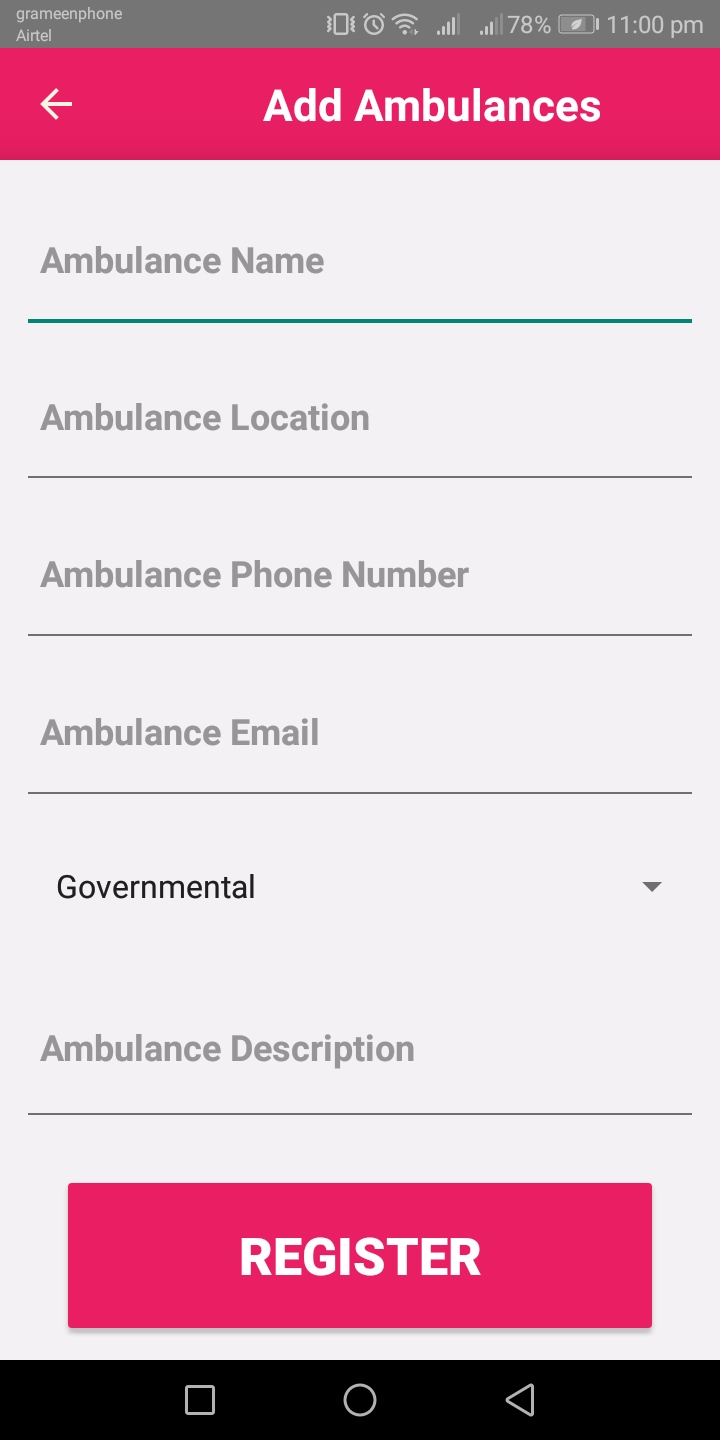 grameenphone
Airtel
78% 11:00 pm
Add Ambulances
Ambulance Name
Ambulance Location
Ambulance Phone Number
Ambulance Email
Governmental
Ambulance Description
REGISTER